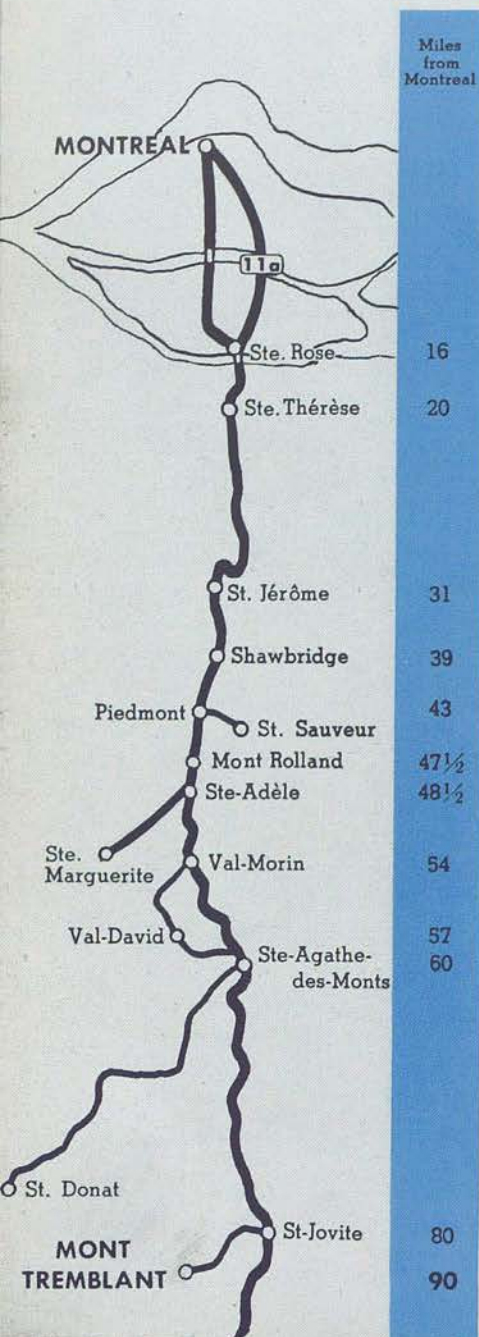 Miles
from
Montreal
MONTREAL
11a
Ste. Rose 16
Ste. Thérèse 20
St. Jérôme 31
Shawbridge 39
Piedmont 43
St. Sauveur
Mont Rolland 47½
Ste-Adèle 48½
Ste.
Marguerite
Val-Morin 54
Val-David 57
Ste-Agathe-
des-Monts 60
St. Donat
St-Jovite 80
MONT
TREMBLANT 90